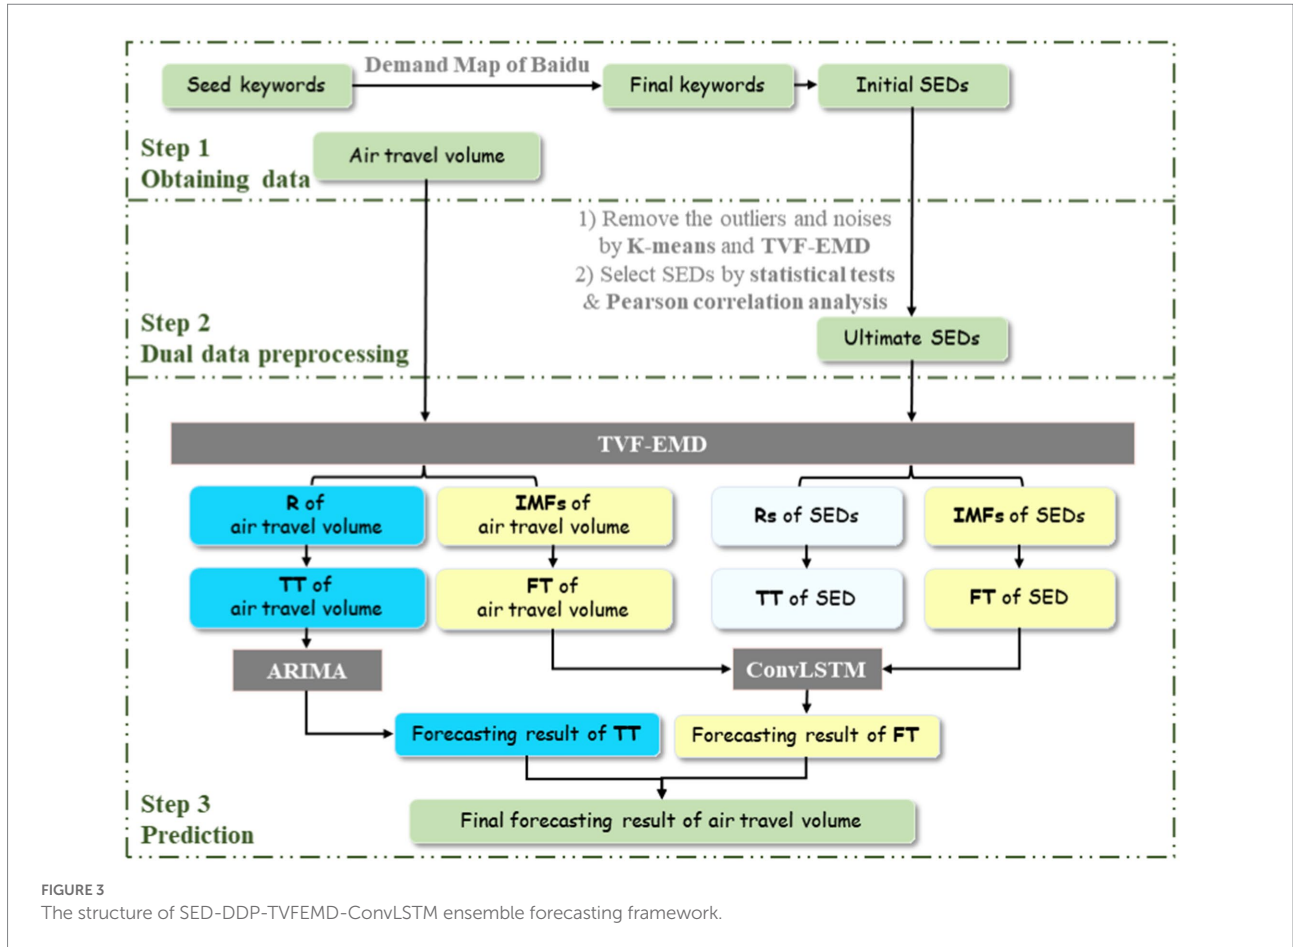 Demand Map of Baidu
Seed keywords
Final keywords
Initial SEDs
Step 1
Obtaining data
Air travel volume
1) Remove the outliers and noises
by K-means and TVF-EMD
2) Select SEDs by statistical tests
& Pearson correlation analysis
Step 2
Dual data preprocessing
Ultimate SEDs
TVF-EMD
R of
air travel volume
IMFs of
air travel volume
Rs of SEDs
IMFs of SEDs
TT of
air travel volume
FT of
air travel volume
TT of SED
FT of SED
ARIMA
ConvLSTM
Forecasting result of TT
Forecasting result of FT
Step 3
Prediction
Final forecasting result of air travel volume
FIGURE 3
The structure of SED-DDP-TVFEMD-ConvLSTM ensemble forecasting framework.